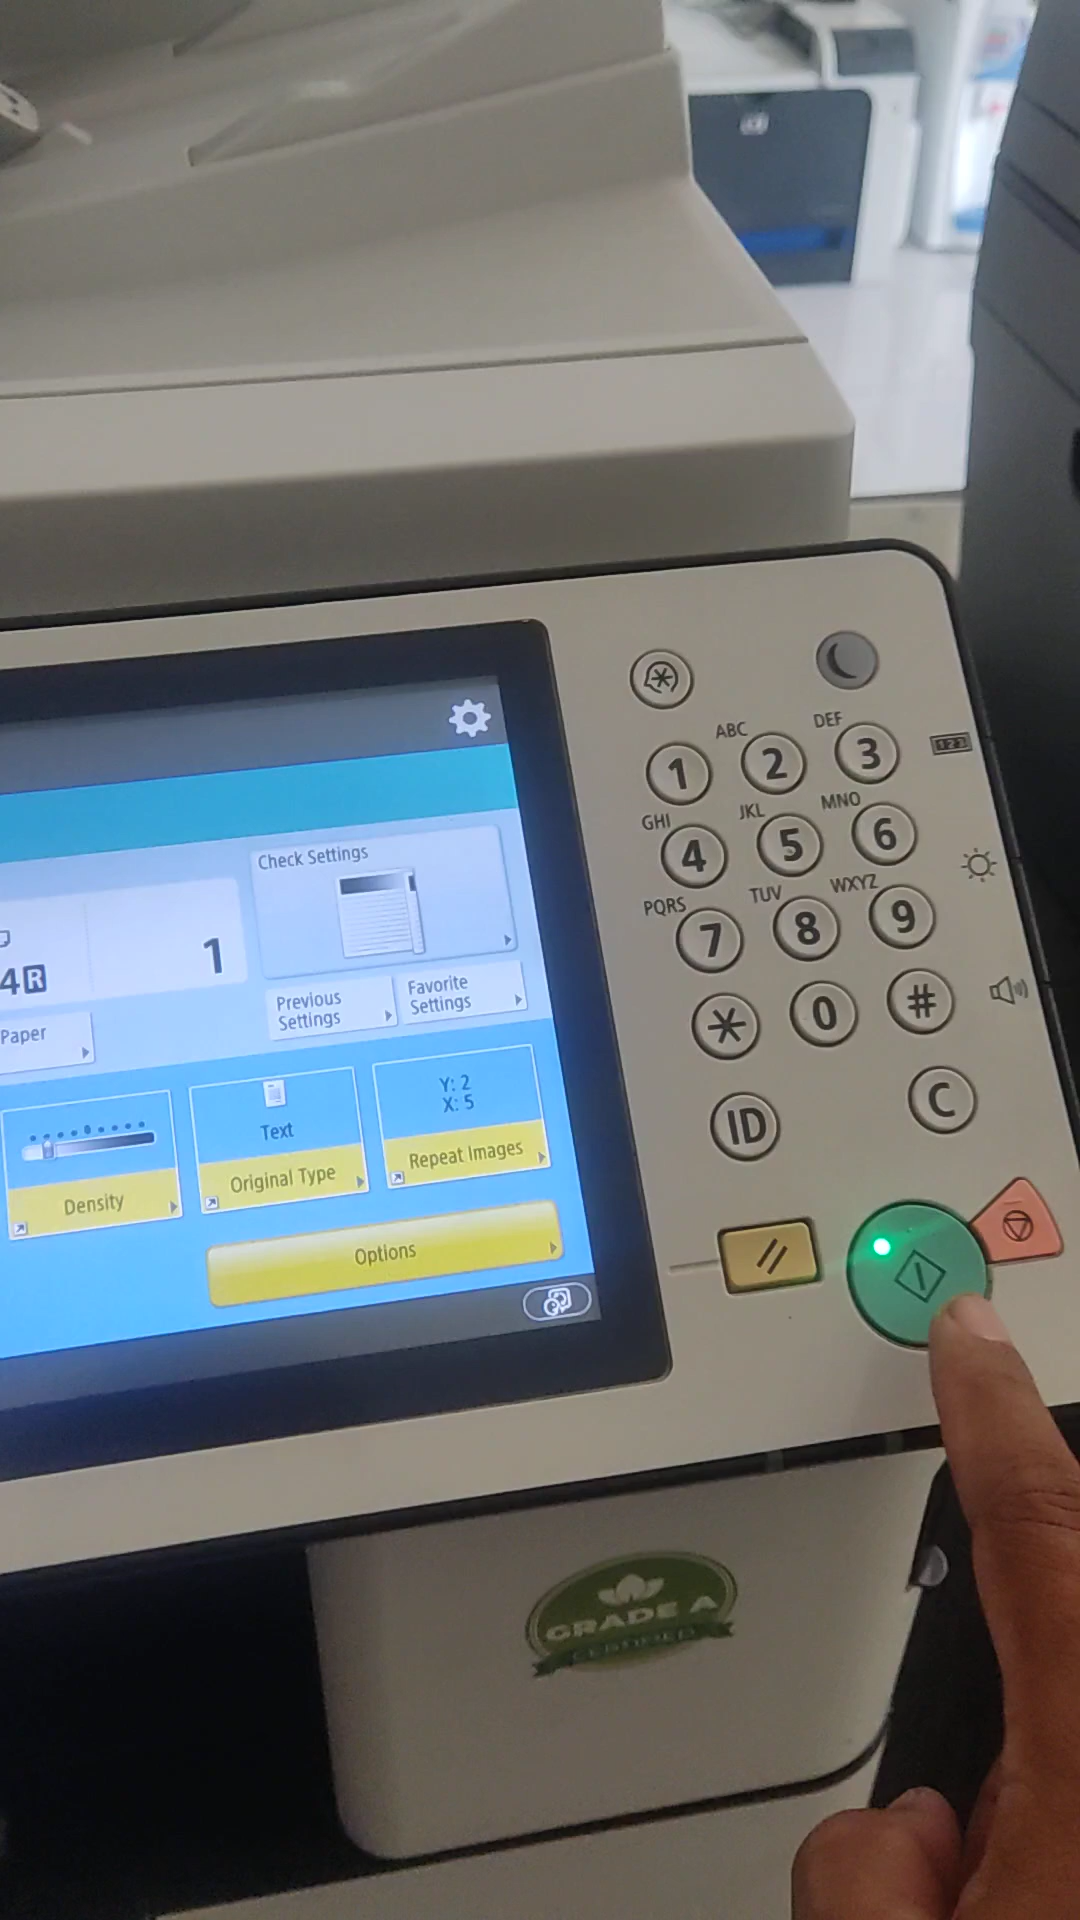 Check Settings
4R
1
Paper
Previous
Settings
Favorite
Settings
Y: 2
X: 5
Text
Density
Original Type
Repeat Images
Options
ABC
DEF
1
2
3
123
GHI
JKL
MNO
4
5
6
PQRS
TUV
WXYZ
7
8
9
*
0
#
ID
C
GRADE A
CERTIFIED